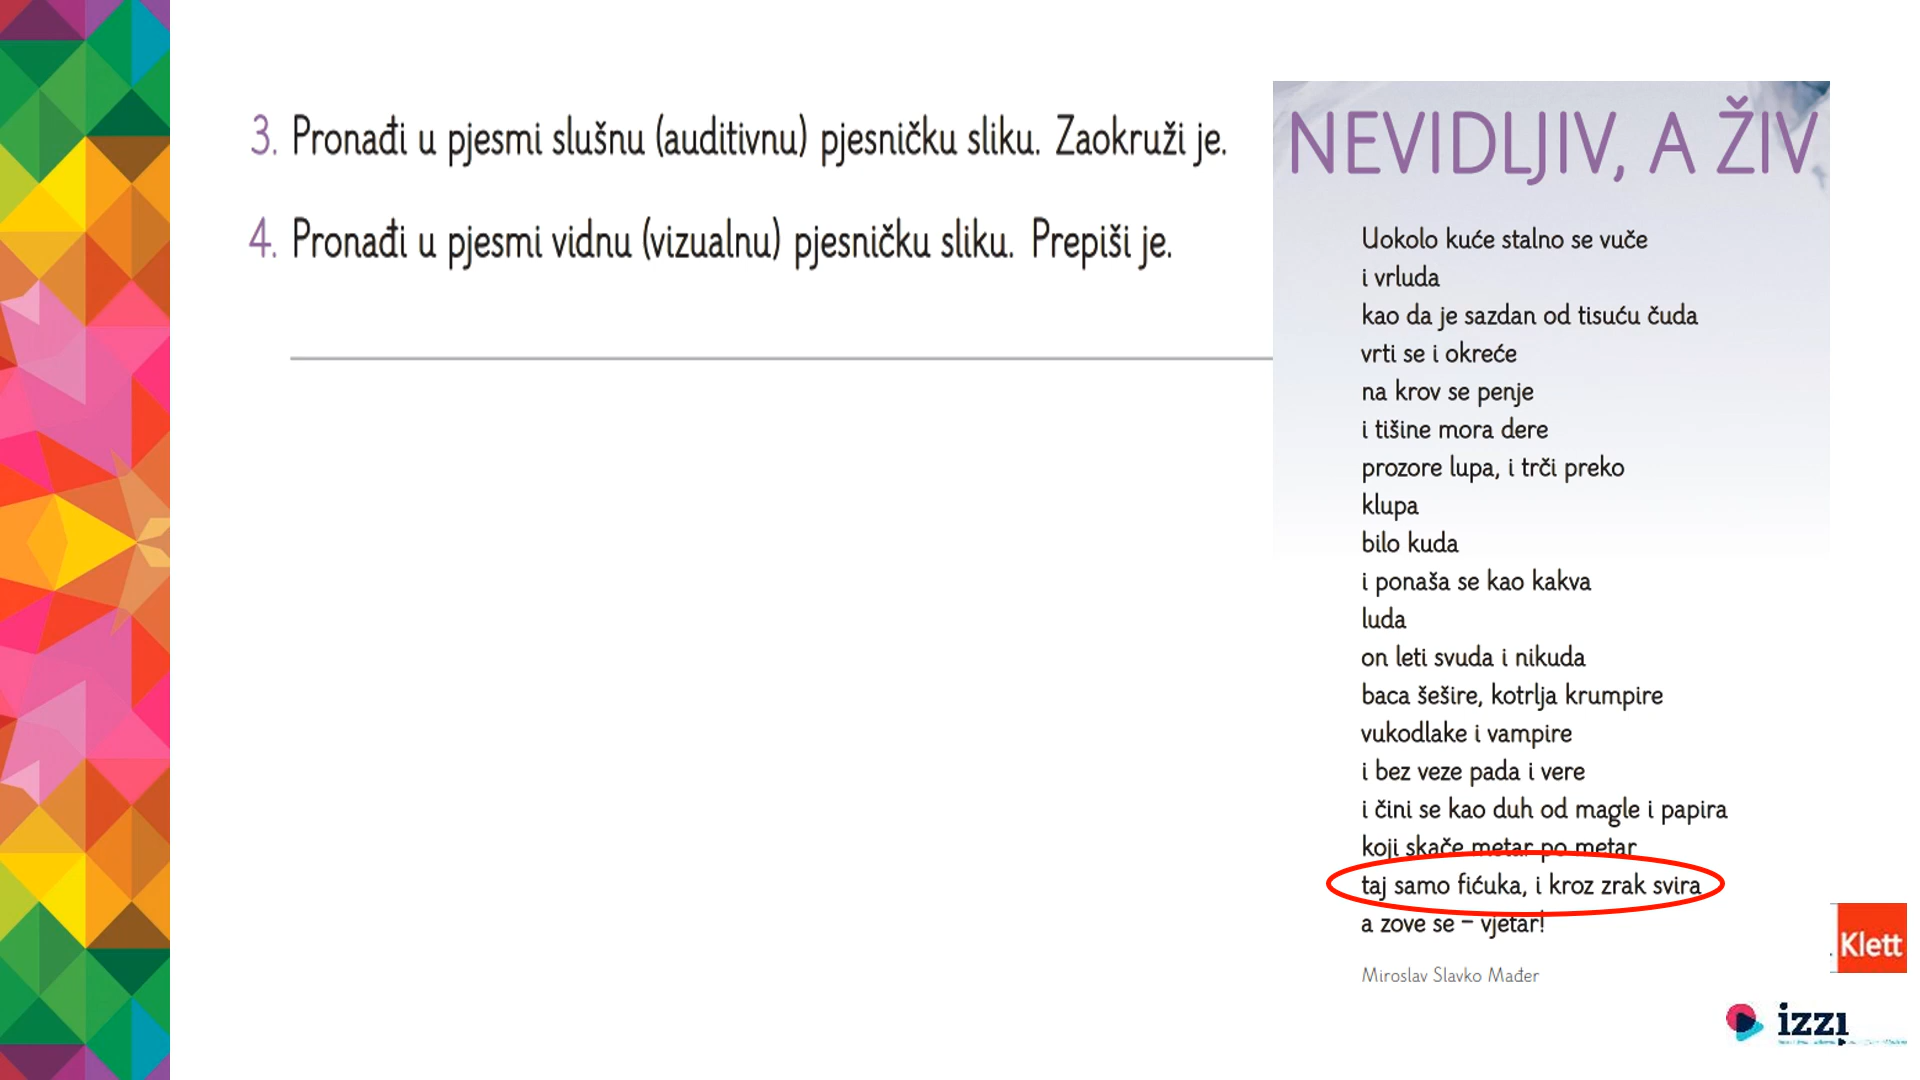 3. Pronađi u pjesmi slušnu (auditivnu) pjesničku sliku. Zaokruži je.
4. Pronađi u pjesmi vidnu (vizualnu) pjesničku sliku. Prepiši je.
NEVIDLJIV, A ŽIV
Uokolo kuće stalno se vuče
i vrluda
kao da je sazdan od tisuću čuda
vrti se i okreće
na krov se penje
i tišine mora dere
prozore lupa, i trči preko
klupa
bilo kuda
i ponaša se kao kakva
luda
on leti svuda i nikuda
baca šešire, kotrlja krumpire
vukodlake i vampire
i bez veze pada i vere
i čini se kao duh od magle i papira
koji skače metar po metar
taj samo fićuka, i kroz zrak svira
a zove se – vjetar!
Miroslav Slavko Mađer
Klett
izzi